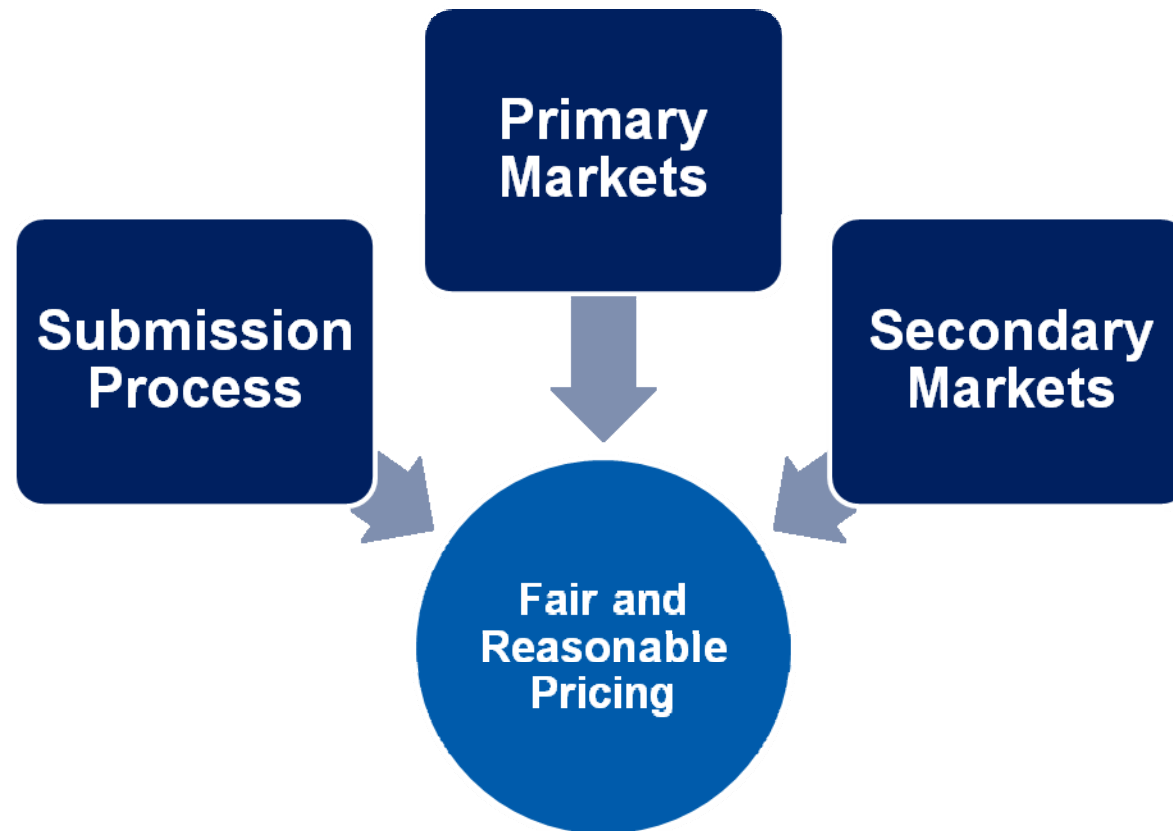 Primary
Markets
Submission
Process
Secondary
Markets
Fair and
Reasonable
Pricing